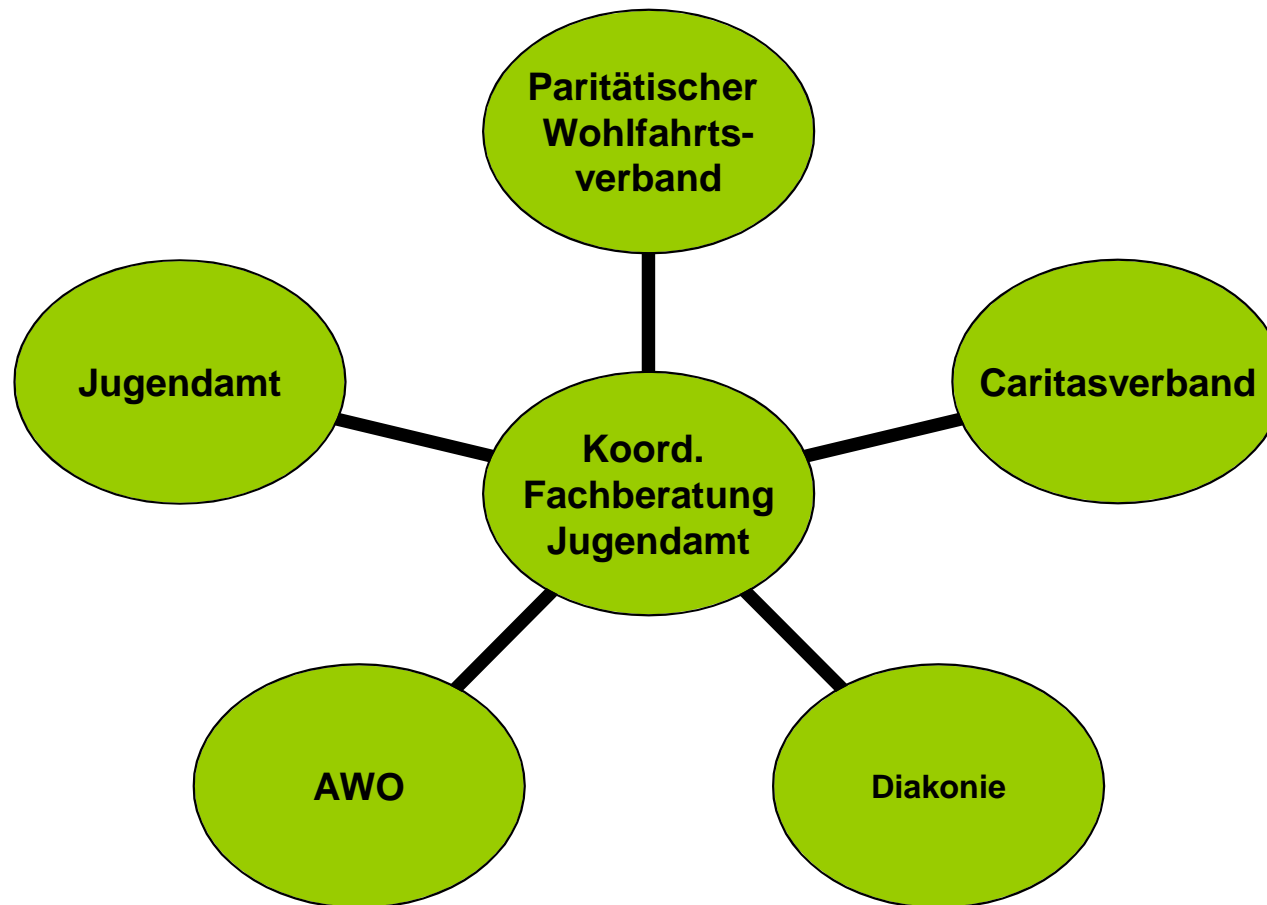 Paritätischer
Wohlfahrts-
verband
Jugendamt
Caritasverband
Koord.
Fachberatung
Jugendamt
AWO
Diakonie